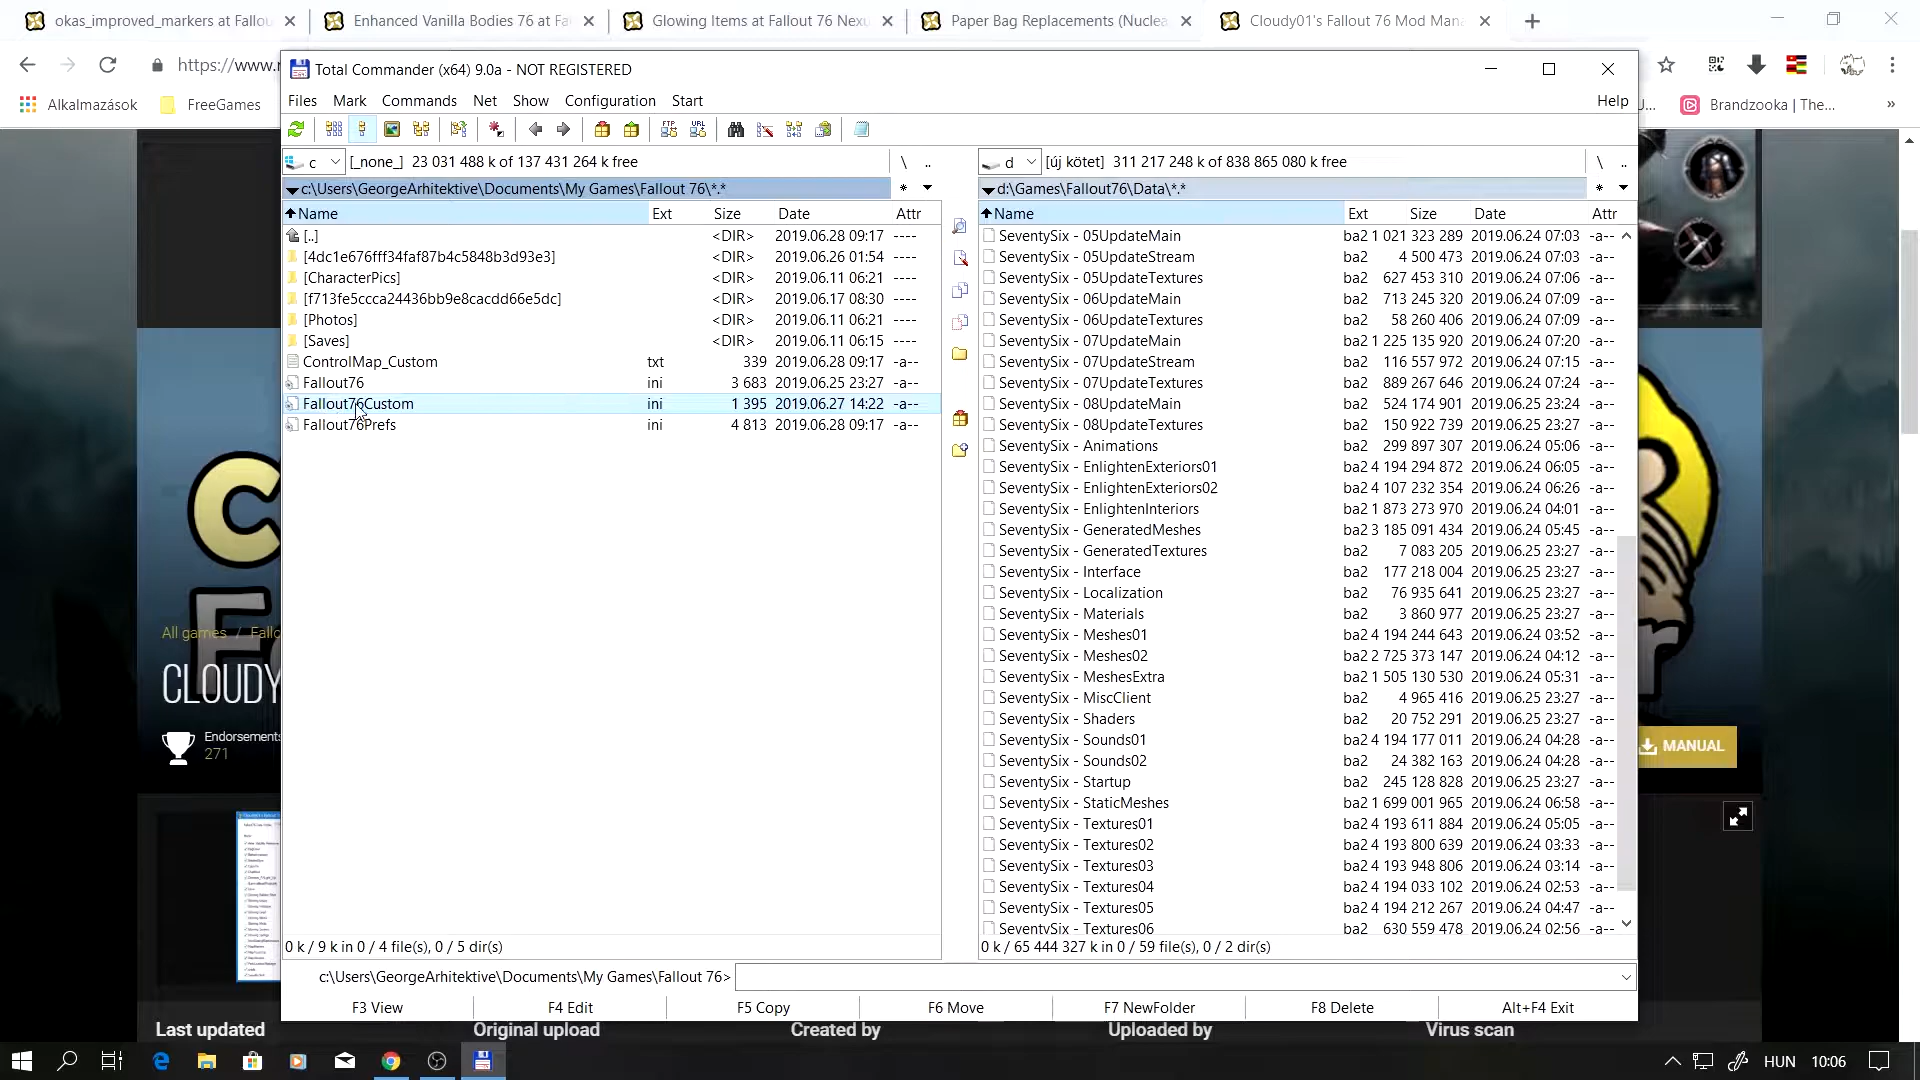 okas_improved_markers at Fallou
Enhanced Vanilla Bodies 76 at Fa
Glowing Items at Fallout 76 Nexu
Paper Bag Replacements (Nuclea
Cloudy01's Fallout 76 Mod Mana
https://www.
Alkalmazások
FreeGames
Brandzooka | The...
»
Total Commander (x64) 9.0a - NOT REGISTERED
Files Mark Commands Net Show Configuration Start Help
c [_none_] 23 031 488 k of 137 431 264 k free \ ..
d [új kötet] 311 217 248 k of 838 865 080 k free \ ..
c:\Users\GeorgeArhitektive\Documents\My Games\Fallout 76\*.* *
d:\Games\Fallout76\Data\*.* *
Name Ext Size Date Attr
[..] <DIR> 2019.06.28 09:17 ----
[4dc1e676fff34faf87b4c5848b3d93e3] <DIR> 2019.06.26 01:54 ----
[CharacterPics] <DIR> 2019.06.11 06:21 ----
[f713fe5ccca24436bb9e8cacdd66e5dc] <DIR> 2019.06.17 08:30 ----
[Photos] <DIR> 2019.06.11 06:21 ----
[Saves] <DIR> 2019.06.11 06:15 ----
ControlMap_Custom txt 339 2019.06.28 09:17 -a--
Fallout76 ini 3 683 2019.06.25 23:27 -a--
Fallout76Custom ini 1 395 2019.06.27 14:22 -a--
Fallout76Prefs ini 4 813 2019.06.28 09:17 -a--
Name Ext Size Date Attr
SeventySix - 05UpdateMain ba2 1 021 323 289 2019.06.24 07:03 -a--
SeventySix - 05UpdateStream ba2 4 500 473 2019.06.24 07:03 -a--
SeventySix - 05UpdateTextures ba2 627 453 310 2019.06.24 07:06 -a--
SeventySix - 06UpdateMain ba2 713 245 320 2019.06.24 07:09 -a--
SeventySix - 06UpdateTextures ba2 58 260 406 2019.06.24 07:09 -a--
SeventySix - 07UpdateMain ba2 1 225 135 920 2019.06.24 07:20 -a--
SeventySix - 07UpdateStream ba2 116 557 972 2019.06.24 07:15 -a--
SeventySix - 07UpdateTextures ba2 889 267 646 2019.06.24 07:24 -a--
SeventySix - 08UpdateMain ba2 524 174 901 2019.06.25 23:24 -a--
SeventySix - 08UpdateTextures ba2 150 922 739 2019.06.25 23:27 -a--
SeventySix - Animations ba2 299 897 307 2019.06.24 05:06 -a--
SeventySix - EnlightenExteriors01 ba2 4 194 294 872 2019.06.24 06:05 -a--
SeventySix - EnlightenExteriors02 ba2 4 107 232 354 2019.06.24 06:26 -a--
SeventySix - EnlightenInteriors ba2 1 873 273 970 2019.06.24 04:01 -a--
SeventySix - GeneratedMeshes ba2 3 185 091 434 2019.06.24 05:45 -a--
SeventySix - GeneratedTextures ba2 7 083 205 2019.06.25 23:27 -a--
SeventySix - Interface ba2 177 218 004 2019.06.25 23:27 -a--
SeventySix - Localization ba2 76 935 641 2019.06.25 23:27 -a--
SeventySix - Materials ba2 3 860 977 2019.06.25 23:27 -a--
SeventySix - Meshes01 ba2 4 194 244 643 2019.06.24 03:52 -a--
SeventySix - Meshes02 ba2 2 725 373 147 2019.06.24 04:12 -a--
SeventySix - MeshesExtra ba2 1 505 130 530 2019.06.24 05:31 -a--
SeventySix - MiscClient ba2 4 965 416 2019.06.25 23:27 -a--
SeventySix - Shaders ba2 20 752 291 2019.06.25 23:27 -a--
SeventySix - Sounds01 ba2 4 194 177 011 2019.06.24 04:28 -a--
SeventySix - Sounds02 ba2 24 382 163 2019.06.24 04:28 -a--
SeventySix - Startup ba2 245 128 828 2019.06.25 23:27 -a--
SeventySix - StaticMeshes ba2 1 699 001 965 2019.06.24 06:58 -a--
SeventySix - Textures01 ba2 4 193 611 884 2019.06.24 05:05 -a--
SeventySix - Textures02 ba2 4 193 800 639 2019.06.24 03:33 -a--
SeventySix - Textures03 ba2 4 193 948 806 2019.06.24 03:14 -a--
SeventySix - Textures04 ba2 4 194 033 102 2019.06.24 02:53 -a--
SeventySix - Textures05 ba2 4 194 212 267 2019.06.24 04:47 -a--
SeventySix - Textures06 ba2 630 559 478 2019.06.24 02:56 -a--
0 k / 9 k in 0 / 4 file(s), 0 / 5 dir(s)
0 k / 65 444 327 k in 0 / 59 file(s), 0 / 2 dir(s)
c:\Users\GeorgeArhitektive\Documents\My Games\Fallout 76>
F3 View F4 Edit F5 Copy F6 Move F7 NewFolder F8 Delete Alt+F4 Exit
All games / Fallo
CLOUDY
Endorsements
271
MANUAL
Last updated Original upload Created by Uploaded by Virus scan
HUN 10:06